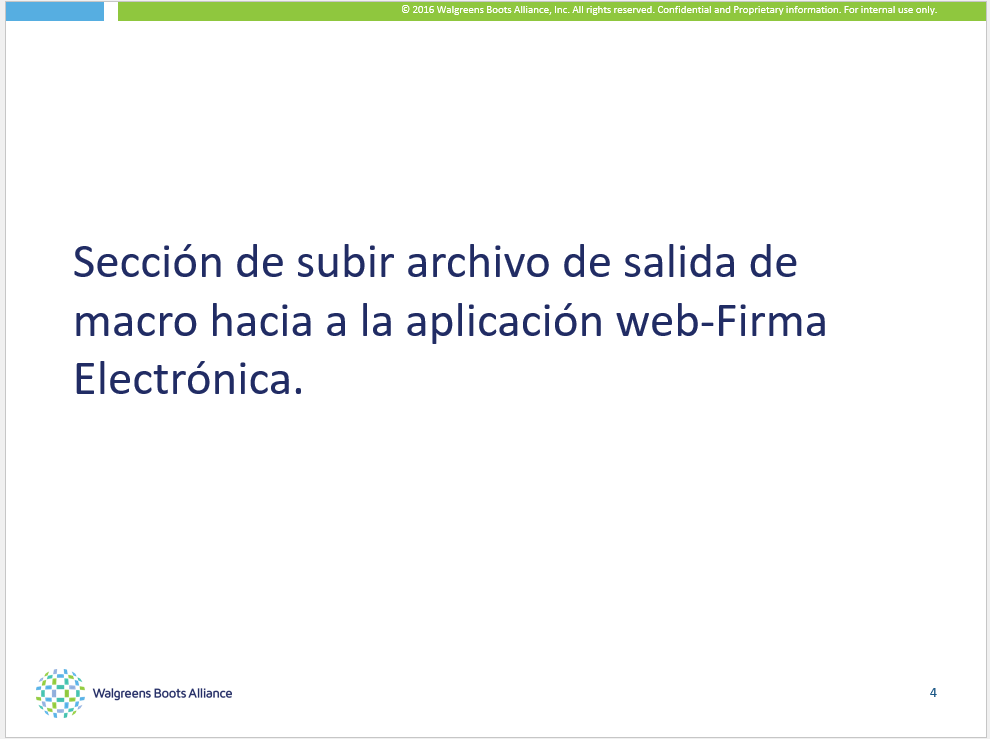 © 2016 Walgreens Boots Alliance, Inc. All rights reserved. Confidential and Proprietary information. For internal use only.
Sección de subir archivo de salida de
macro hacia a la aplicación web-Firma
Electrónica.
Walgreens Boots Alliance
4